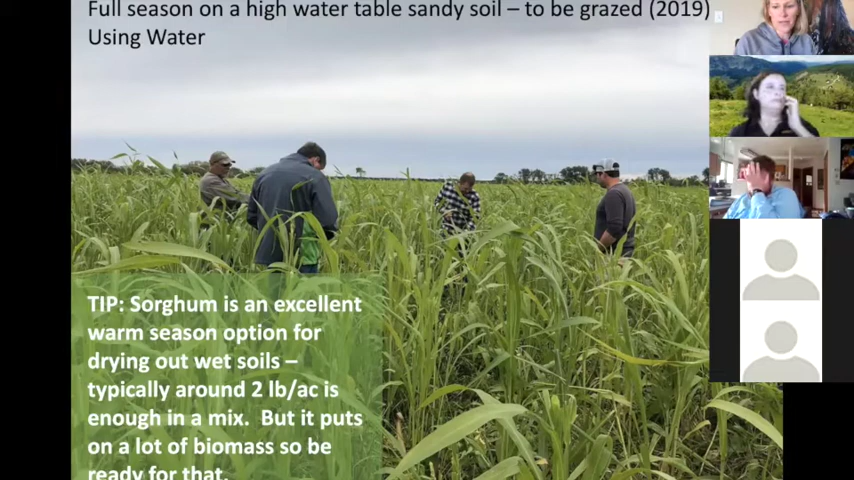 Full season on a high water table sandy soil – to be grazed (2019)
Using Water
TIP: Sorghum is an excellent
warm season option for
drying out wet soils –
typically around 2 lb/ac is
enough in a mix. But it puts
on a lot of biomass so be
ready for that.